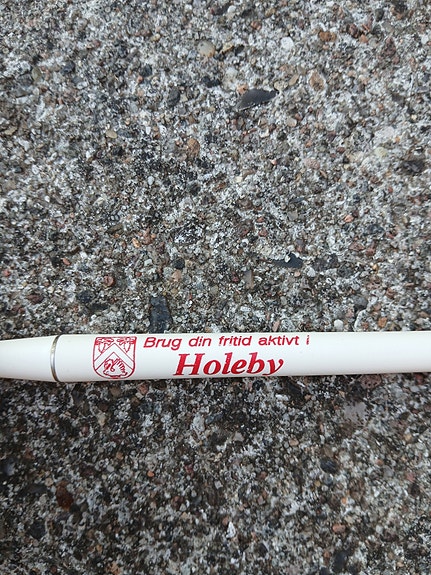 Brug din fritid aktivt i
Holeby